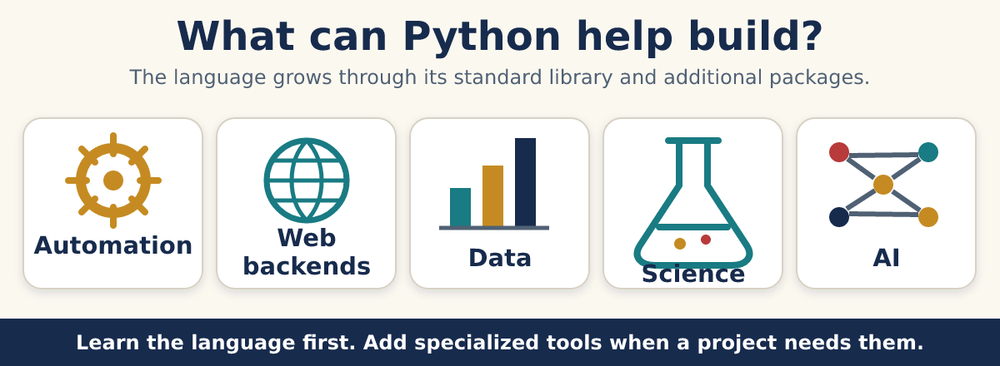 What can Python help build?
The language grows through its standard library and additional packages.
Automation
Web
backends
Data
Science
AI
Learn the language first. Add specialized tools when a project needs them.